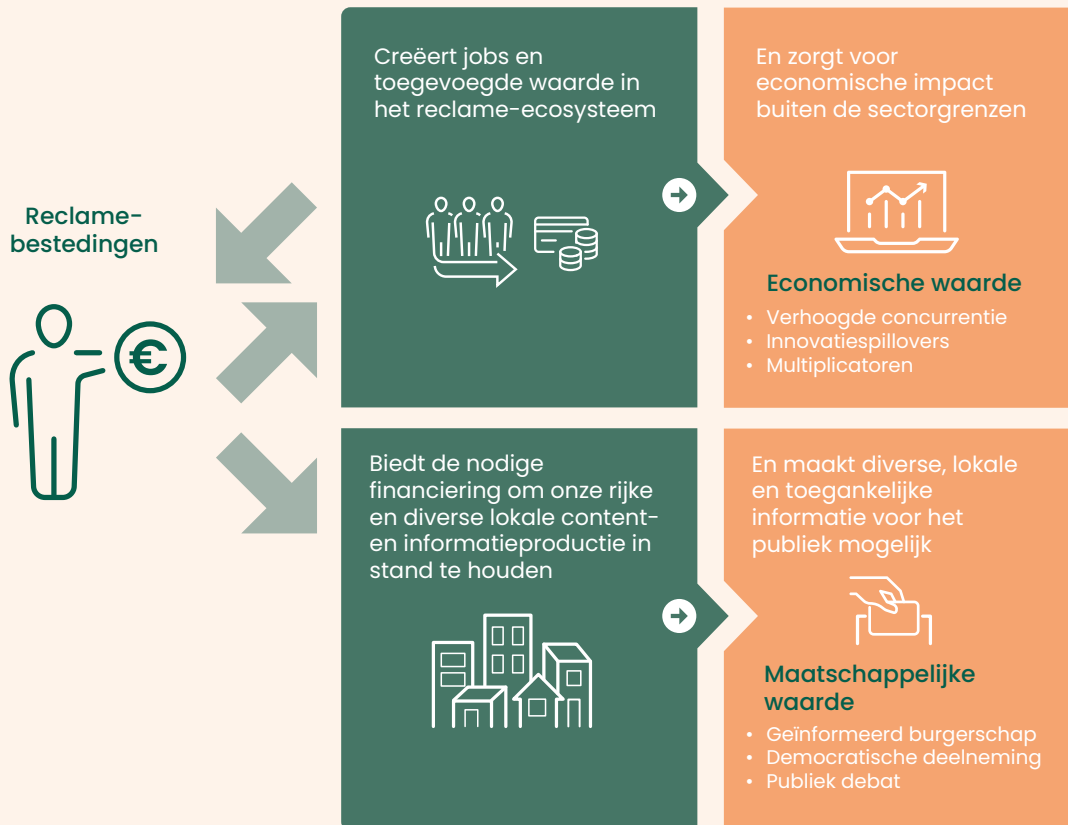 Reclame-
bestedingen
€
Creëert jobs en
toegevoegde waarde in
het reclame-ecosysteem
En zorgt voor
economische impact
buiten de sectorgrenzen
Economische waarde
• Verhoogde concurrentie
• Innovatiespillovers
• Multiplicatoren
Biedt de nodige
financiering om onze rijke
en diverse lokale content-
en informatieproductie in
stand te houden
En maakt diverse, lokale
en toegankelijke
informatie voor het
publiek mogelijk
Maatschappelijke
waarde
• Geïnformeerd burgerschap
• Democratische deelneming
• Publiek debat